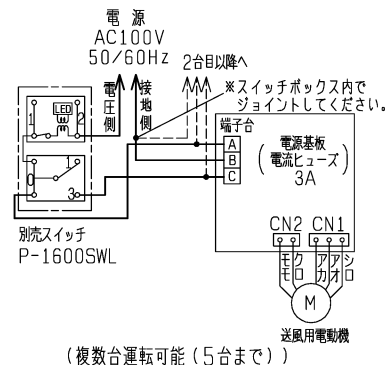 電源
AC100V
50/60Hz
電圧側
接地側
2台目以降へ
※スイッチボックス内で
ジョイントしてください。
LED
1
2
0
1
3
別売スイッチ
P-1600SWL
端子台
A
B
C
電源基板
(電流ヒューズ)
3A
CN2
CN1
モモ
クロ
アカ
アオ
シロ
M
送風用電動機
(複数台運転可能(5台まで))